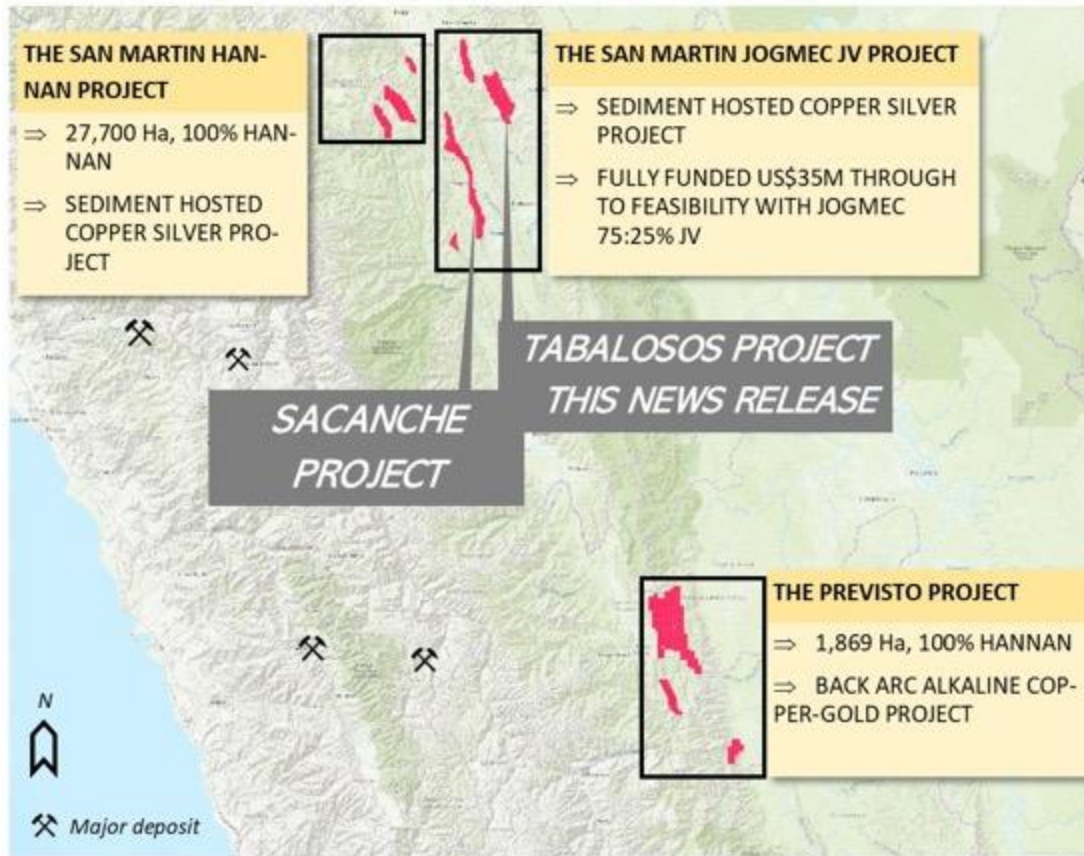 THE SAN MARTIN HAN-
NAN PROJECT
⇒ 27,700 Ha, 100% HAN-
NAN
⇒ SEDIMENT HOSTED
COPPER SILVER PRO-
JECT
THE SAN MARTIN JOGMEC JV PROJECT
⇒ SEDIMENT HOSTED COPPER SILVER
PROJECT
⇒ FULLY FUNDED US$35M THROUGH
TO FEASIBILITY WITH JOGMEC
75:25% JV
TABALOSOS PROJECT
THIS NEWS RELEASE
SACANCHE
PROJECT
THE PREVISTO PROJECT
⇒ 1,869 Ha, 100% HANNAN
⇒ BACK ARC ALKALINE COP-
PER-GOLD PROJECT
N
Major deposit